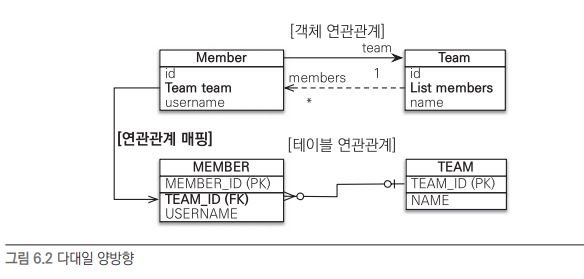 [객체 연관관계]
team
Member
Team
id
Team team
username
members
1
*
id
List members
name
[연관관계 매핑]
[테이블 연관관계]
MEMBER
MEMBER_ID (PK)
TEAM_ID (FK)
USERNAME
TEAM
TEAM_ID (PK)
NAME
그림 6.2 다대일 양방향